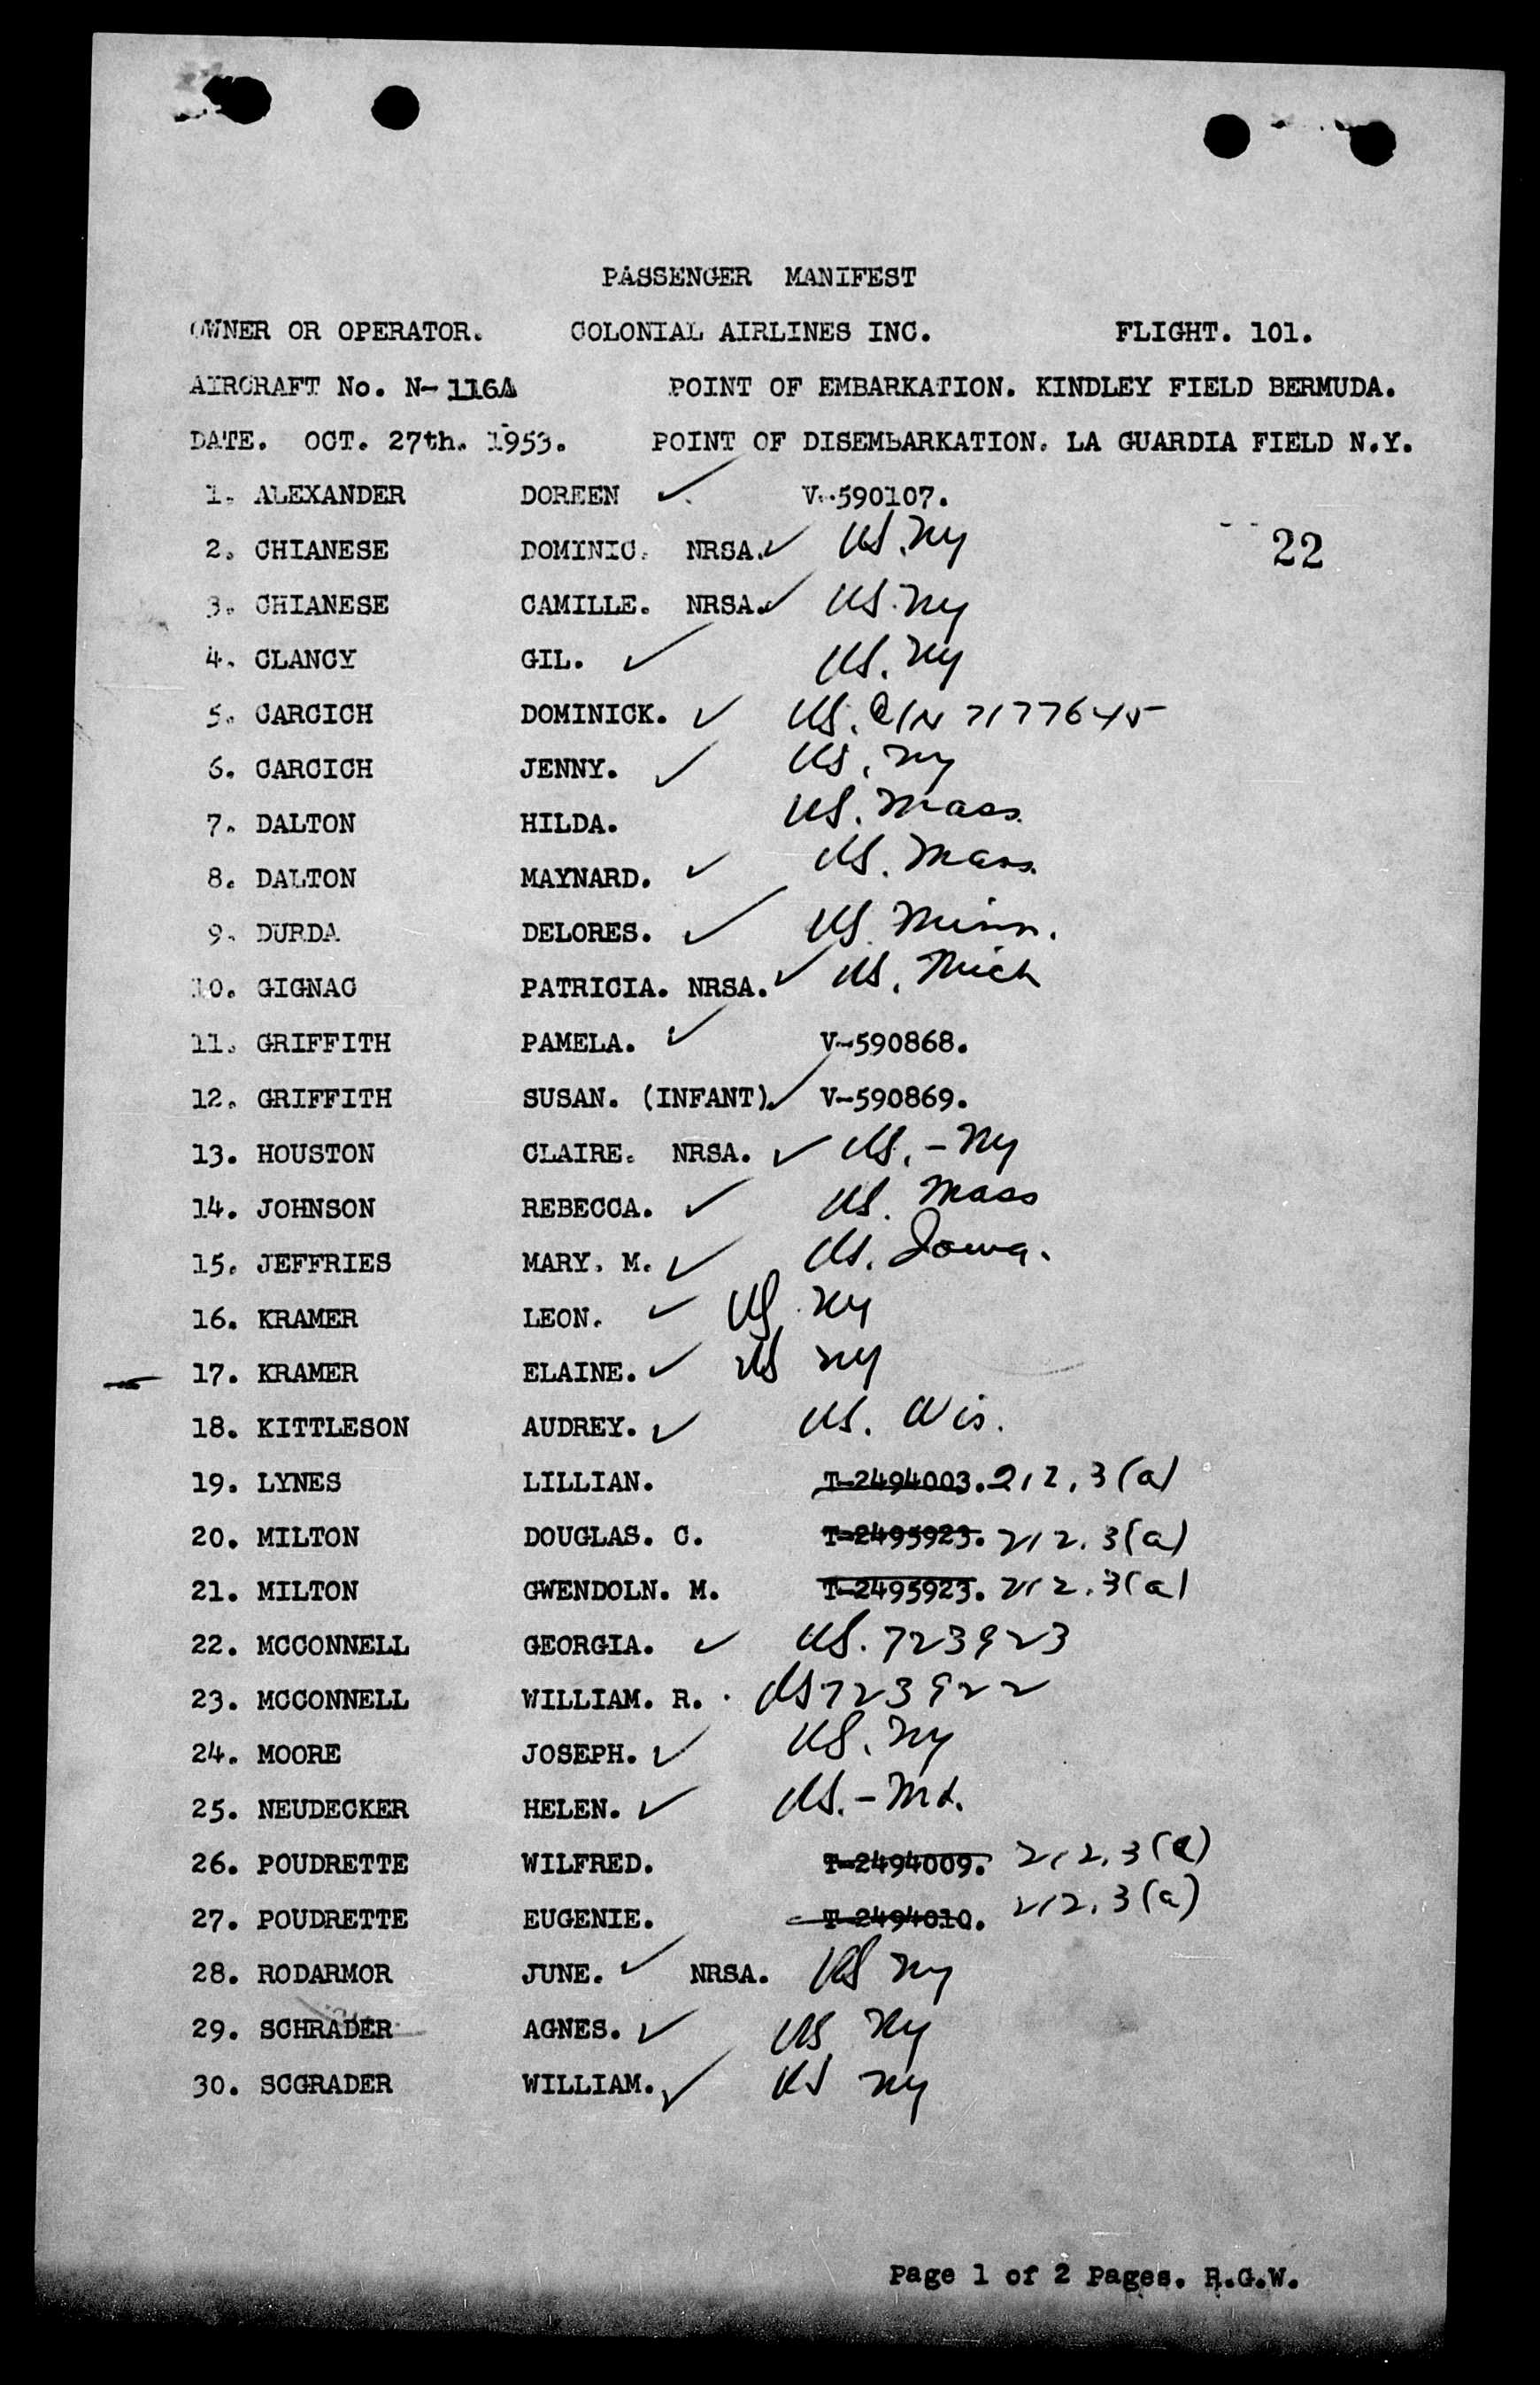 PASSENGER MANIFEST
OWNER OR OPERATOR. COLONIAL AIRLINES INC. FLIGHT. 101.
AIRCRAFT No. N-116A POINT OF EMBARKATION. KINDLEY FIELD BERMUDA.
DATE. OCT. 27th. 1953. POINT OF DISEMBARKATION. LA GUARDIA FIELD N.Y.
1. ALEXANDER DOREEN ✓ V-590107.
2. CHIANESE DOMINIC. NRSA. ✓ US. NY
22
3. CHIANESE CAMILLE. NRSA. ✓ US. NY
4. CLANCY GIL. ✓ US. NY
5. CARCICH DOMINICK. ✓ US. C/N 7177645
6. CARCICH JENNY. ✓ US. NY
7. DALTON HILDA. US. Mass.
8. DALTON MAYNARD. ✓ US. Mass.
9. DURDA DELORES. ✓ US. Minn.
10. GIGNAC PATRICIA. NRSA. ✓ US. Mich
11. GRIFFITH PAMELA. ✓ V-590868.
12. GRIFFITH SUSAN. (INFANT). ✓ V-590869.
13. HOUSTON CLAIRE. NRSA. ✓ US. - NY
14. JOHNSON REBECCA. ✓ US. Mass
15. JEFFRIES MARY. M. ✓ US. Iowa.
16. KRAMER LEON. ✓ US. NY
17. KRAMER ELAINE. ✓ US NY
18. KITTLESON AUDREY. ✓ US. Wis.
19. LYNES LILLIAN. T-2494003. 212.3(a)
20. MILTON DOUGLAS. C. T-2495923. 212.3(a)
21. MILTON GWENDOLN. M. T-2495923. 212.3(a)
22. MCCONNELL GEORGIA. ✓ US. 723923
23. MCCONNELL WILLIAM. R. US 723922
24. MOORE JOSEPH. ✓ US. NY
25. NEUDECKER HELEN. ✓ US. - Md.
26. POUDRETTE WILFRED. T-2494009. 212.3(a)
27. POUDRETTE EUGENIE. T-2494010. 212.3(a)
28. RODARMOR JUNE. ✓ NRSA. US NY
29. SCHRADER AGNES. ✓ US NY
30. SCGRADER WILLIAM. ✓ US NY
Page 1 of 2 Pages. R.G.W.